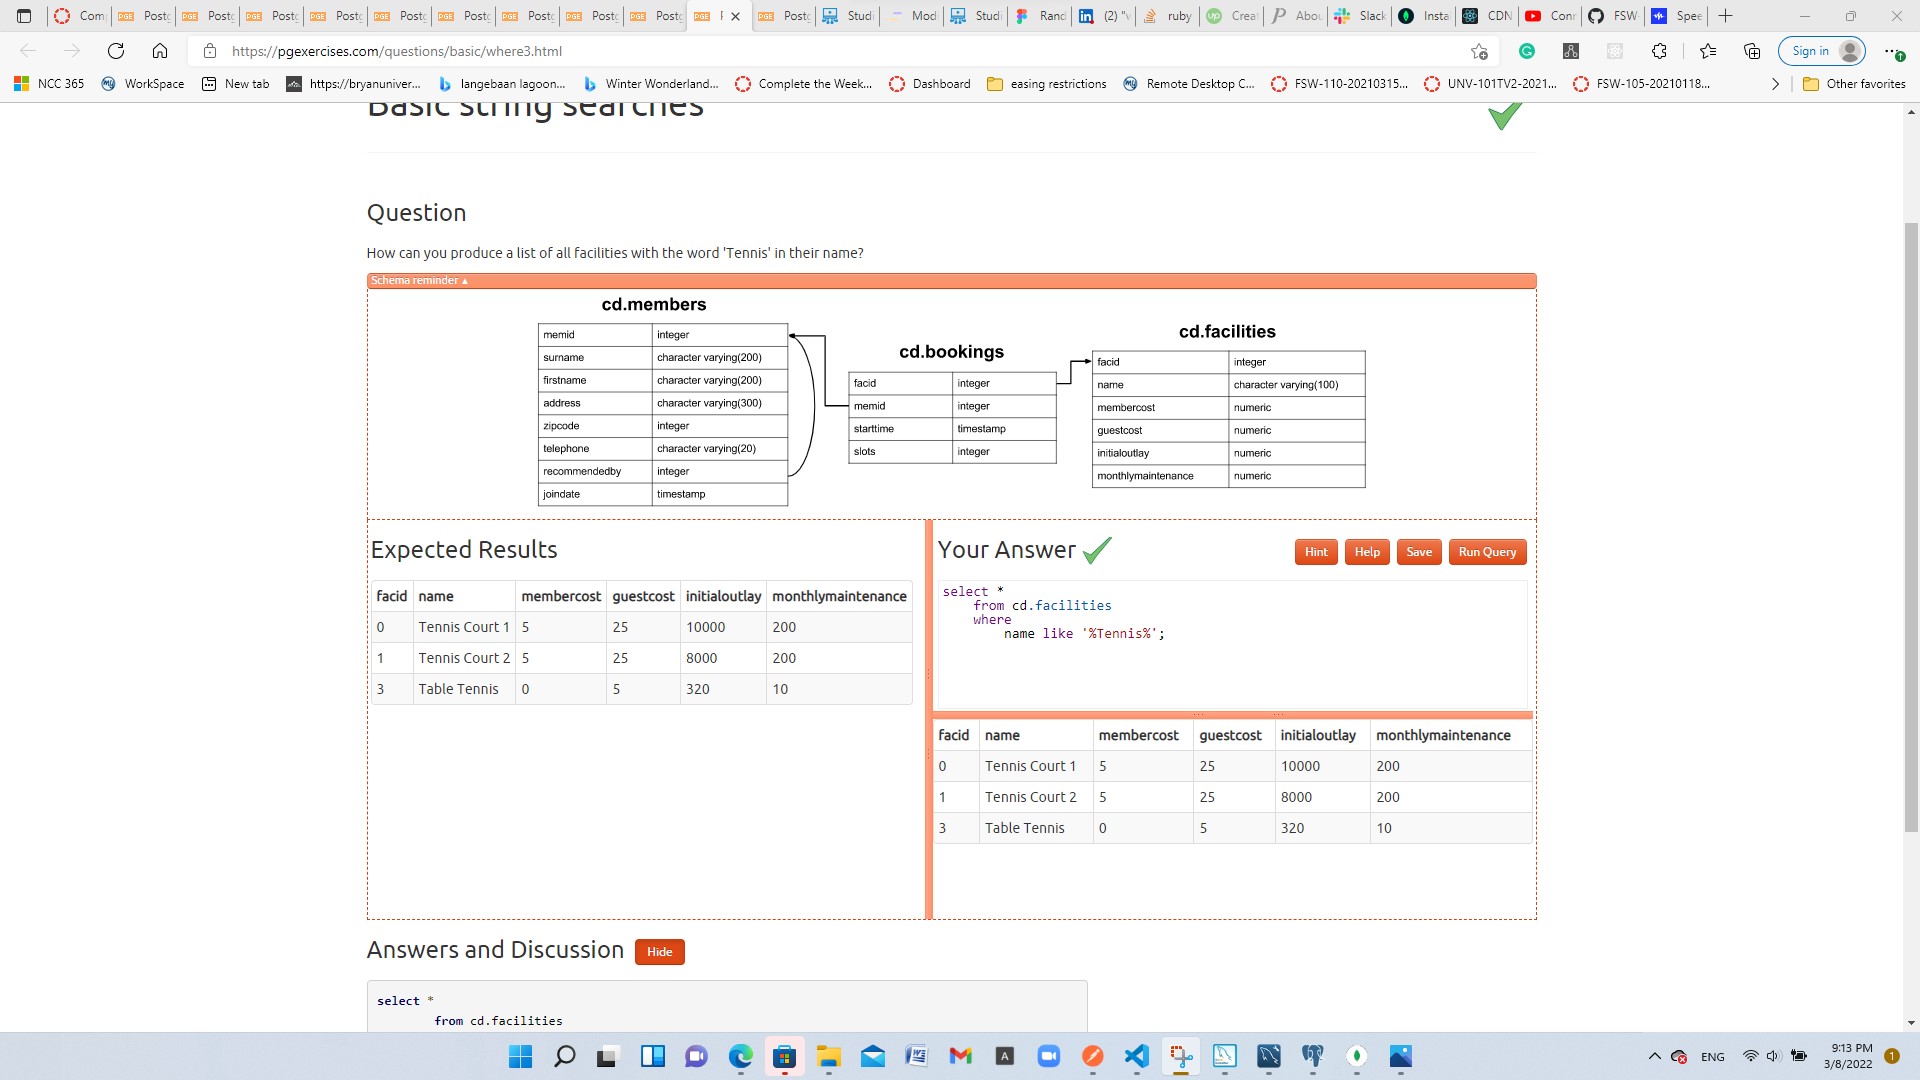 Com
Postg
Postg
Postg
Postg
Postg
Postg
Postg
Postg
Postg
Postg
Studi
Mod
Studi
Rand
(2) "v
ruby
Crea
Abou
Slack
Insta
CDN
Conn
FSW-
Spee
https://pgexercises.com/questions/basic/where3.html
Sign in
NCC 365
WorkSpace
New tab
https://bryanuniver...
langebaan lagoon...
Winter Wonderland...
Complete the Week...
Dashboard
easing restrictions
Remote Desktop C...
FSW-110-20210315...
UNV-101TV2-2021...
FSW-105-20210118...
Other favorites
Basic string searches
Question
How can you produce a list of all facilities with the word 'Tennis' in their name?
Schema reminder ▲
cd.members
memid integer
surname character varying(200)
firstname character varying(200)
address character varying(300)
zipcode integer
telephone character varying(20)
recommendedby integer
joindate timestamp
cd.bookings
facid integer
memid integer
starttime timestamp
slots integer
cd.facilities
facid integer
name character varying(100)
membercost numeric
guestcost numeric
initialoutlay numeric
monthlymaintenance numeric
Expected Results
facid name membercost guestcost initialoutlay monthlymaintenance
0 Tennis Court 1 5 25 10000 200
1 Tennis Court 2 5 25 8000 200
3 Table Tennis 0 5 320 10
Your Answer
Hint
Help
Save
Run Query
select *
from cd.facilities
where
name like '%Tennis%';
facid name membercost guestcost initialoutlay monthlymaintenance
0 Tennis Court 1 5 25 10000 200
1 Tennis Court 2 5 25 8000 200
3 Table Tennis 0 5 320 10
Answers and Discussion
Hide
select *
from cd.facilities
ENG
9:13 PM
3/8/2022
1